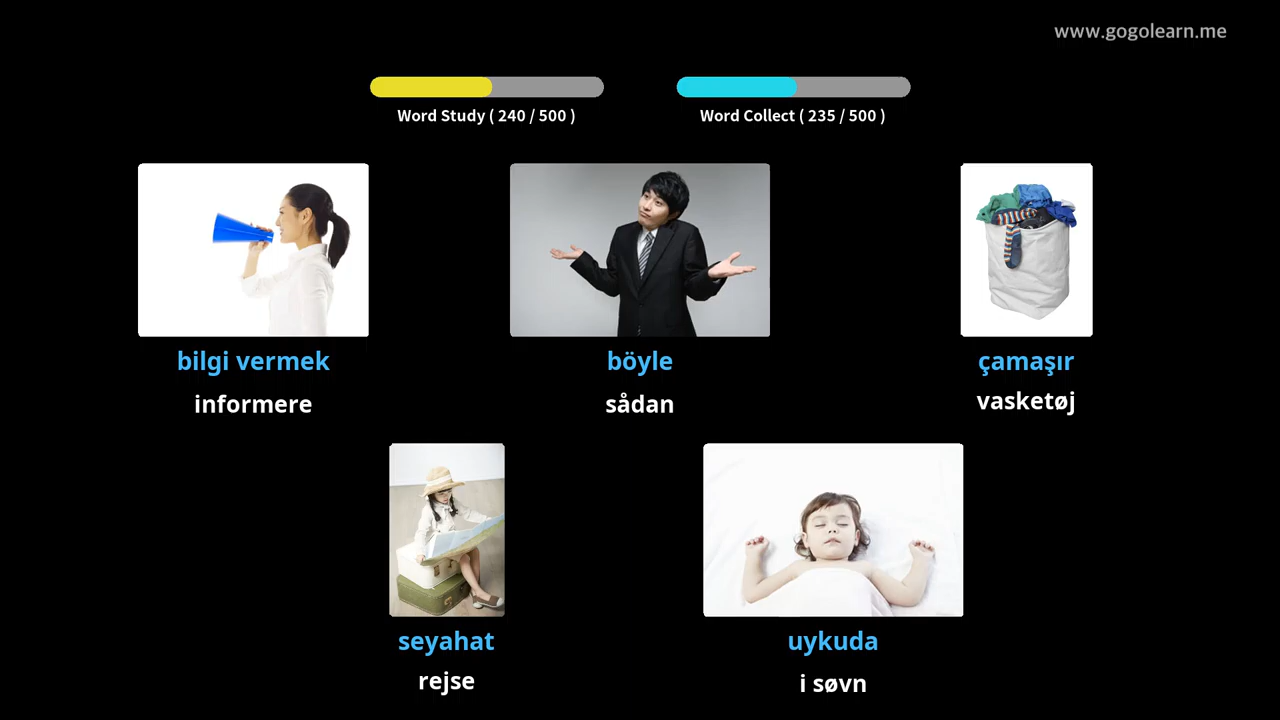 www.gogolearn.me
Word Study ( 240 / 500 )
Word Collect ( 235 / 500 )
bilgi vermek
informere
böyle
sådan
çamaşır
vasketøj
seyahat
rejse
uykuda
i søvn